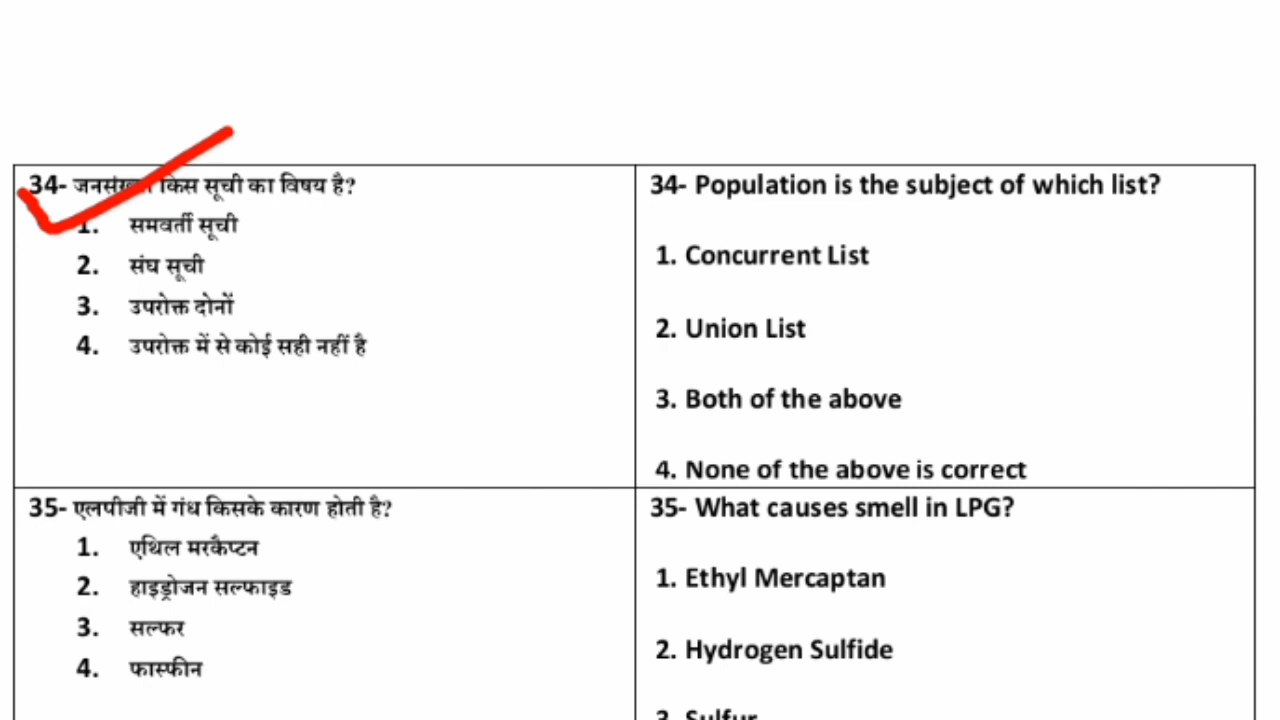 34- जनसंख्या किस सूची का विषय है?
1. समवर्ती सूची
2. संघ सूची
3. उपरोक्त दोनों
4. उपरोक्त में से कोई सही नहीं है
34- Population is the subject of which list?
1. Concurrent List
2. Union List
3. Both of the above
4. None of the above is correct
35- एलपीजी में गंध किसके कारण होती है?
1. एथिल मरकैप्टन
2. हाइड्रोजन सल्फाइड
3. सल्फर
4. फास्फीन
35- What causes smell in LPG?
1. Ethyl Mercaptan
2. Hydrogen Sulfide
3. Sulfur